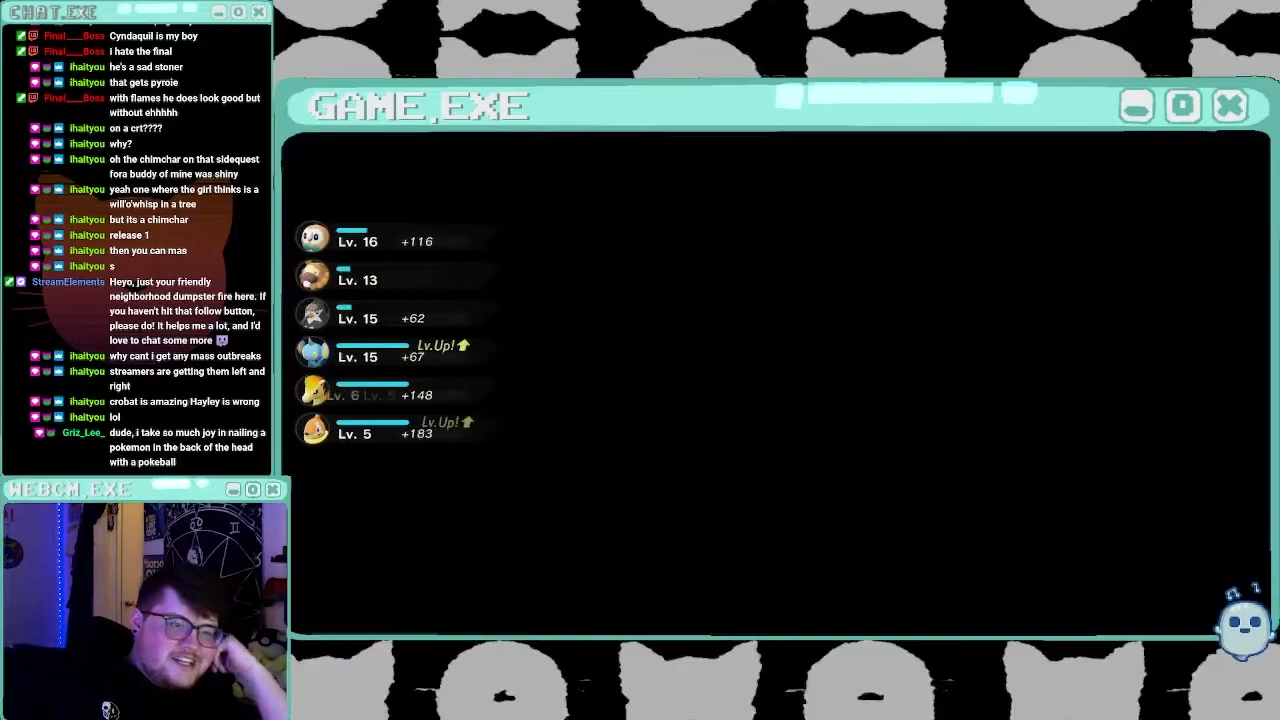 CHAT.EXE
Final___Boss Cyndaquil is my boy
Final___Boss I hate the final
ihaityou he's a sad stoner
ihaityou that gets pyroie
Final___Boss with flames he does look good but
without ehhhhh
ihaityou on a crt????
ihaityou why?
ihaityou oh the chimchar on that sidequest
fora buddy of mine was shiny
ihaityou yeah one where the girl thinks is a
will'o'whisp in a tree
ihaityou but its a chimchar
ihaityou release 1
ihaityou then you can mas
ihaityou s
StreamElements Heyo, just your friendly
neighborhood dumpster fire here. If
you haven't hit that follow button,
please do! It helps me a lot, and I'd
love to chat some more
ihaityou why cant i get any mass outbreaks
ihaityou streamers are getting them left and
right
ihaityou crobat is amazing Hayley is wrong
ihaityou lol
Griz_Lee_ dude, i take so much joy in nailing a
pokemon in the back of the head
with a pokeball
WEBCM.EXE
GAME.EXE
Lv. 16 +116
Lv. 13
Lv. 15 +62
Lv.Up!
Lv. 15 +67
Lv. 6 Lv. 5 +148
Lv.Up!
Lv. 5 +183